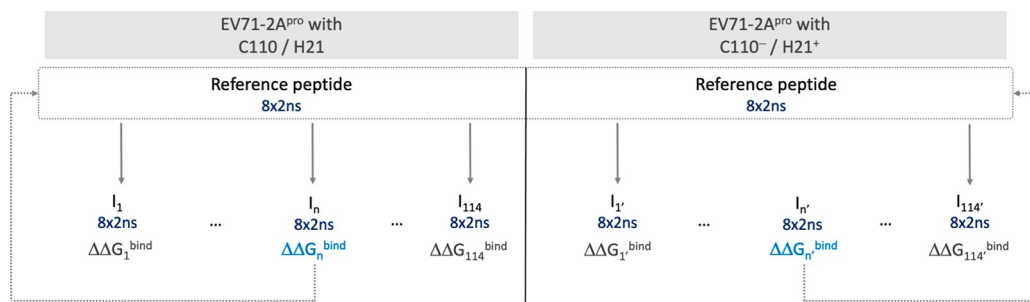 EV71-2Aᵖʳᵒ with
C110 / H21
EV71-2Aᵖʳᵒ with
C110⁻ / H21⁺
Reference peptide
8x2ns
Reference peptide
8x2ns
I₁ ... Iₙ ... I₁₁₄
8x2ns 8x2ns 8x2ns
ΔΔG₁ᵇⁱⁿᵈ ΔΔGₙᵇⁱⁿᵈ ΔΔG₁₁₄ᵇⁱⁿᵈ
I₁' ... Iₙ' ... I₁₁₄'
8x2ns 8x2ns 8x2ns
ΔΔG₁'ᵇⁱⁿᵈ ΔΔGₙ'ᵇⁱⁿᵈ ΔΔG₁₁₄'ᵇⁱⁿᵈ